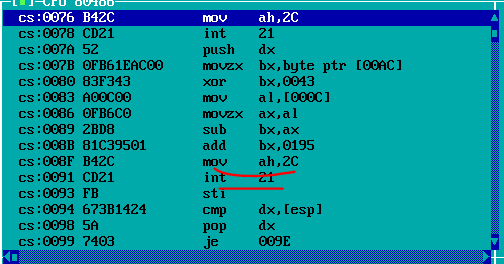 [■] CPU 80486
cs:0076 B42C mov ah,2C
cs:0078 CD21 int 21
cs:007A 52 push dx
cs:007B 0FB61EAC00 movzx bx,byte ptr [00AC]
cs:0080 83F343 xor bx,0043
cs:0083 A00C00 mov al,[000C]
cs:0086 0FB6C0 movzx ax,al
cs:0089 2BD8 sub bx,ax
cs:008B 81C39501 add bx,0195
cs:008F B42C mov ah,2C
cs:0091 CD21 int 21
cs:0093 FB sti
cs:0094 673B1424 cmp dx,[esp]
cs:0098 5A pop dx
cs:0099 7403 je 009E